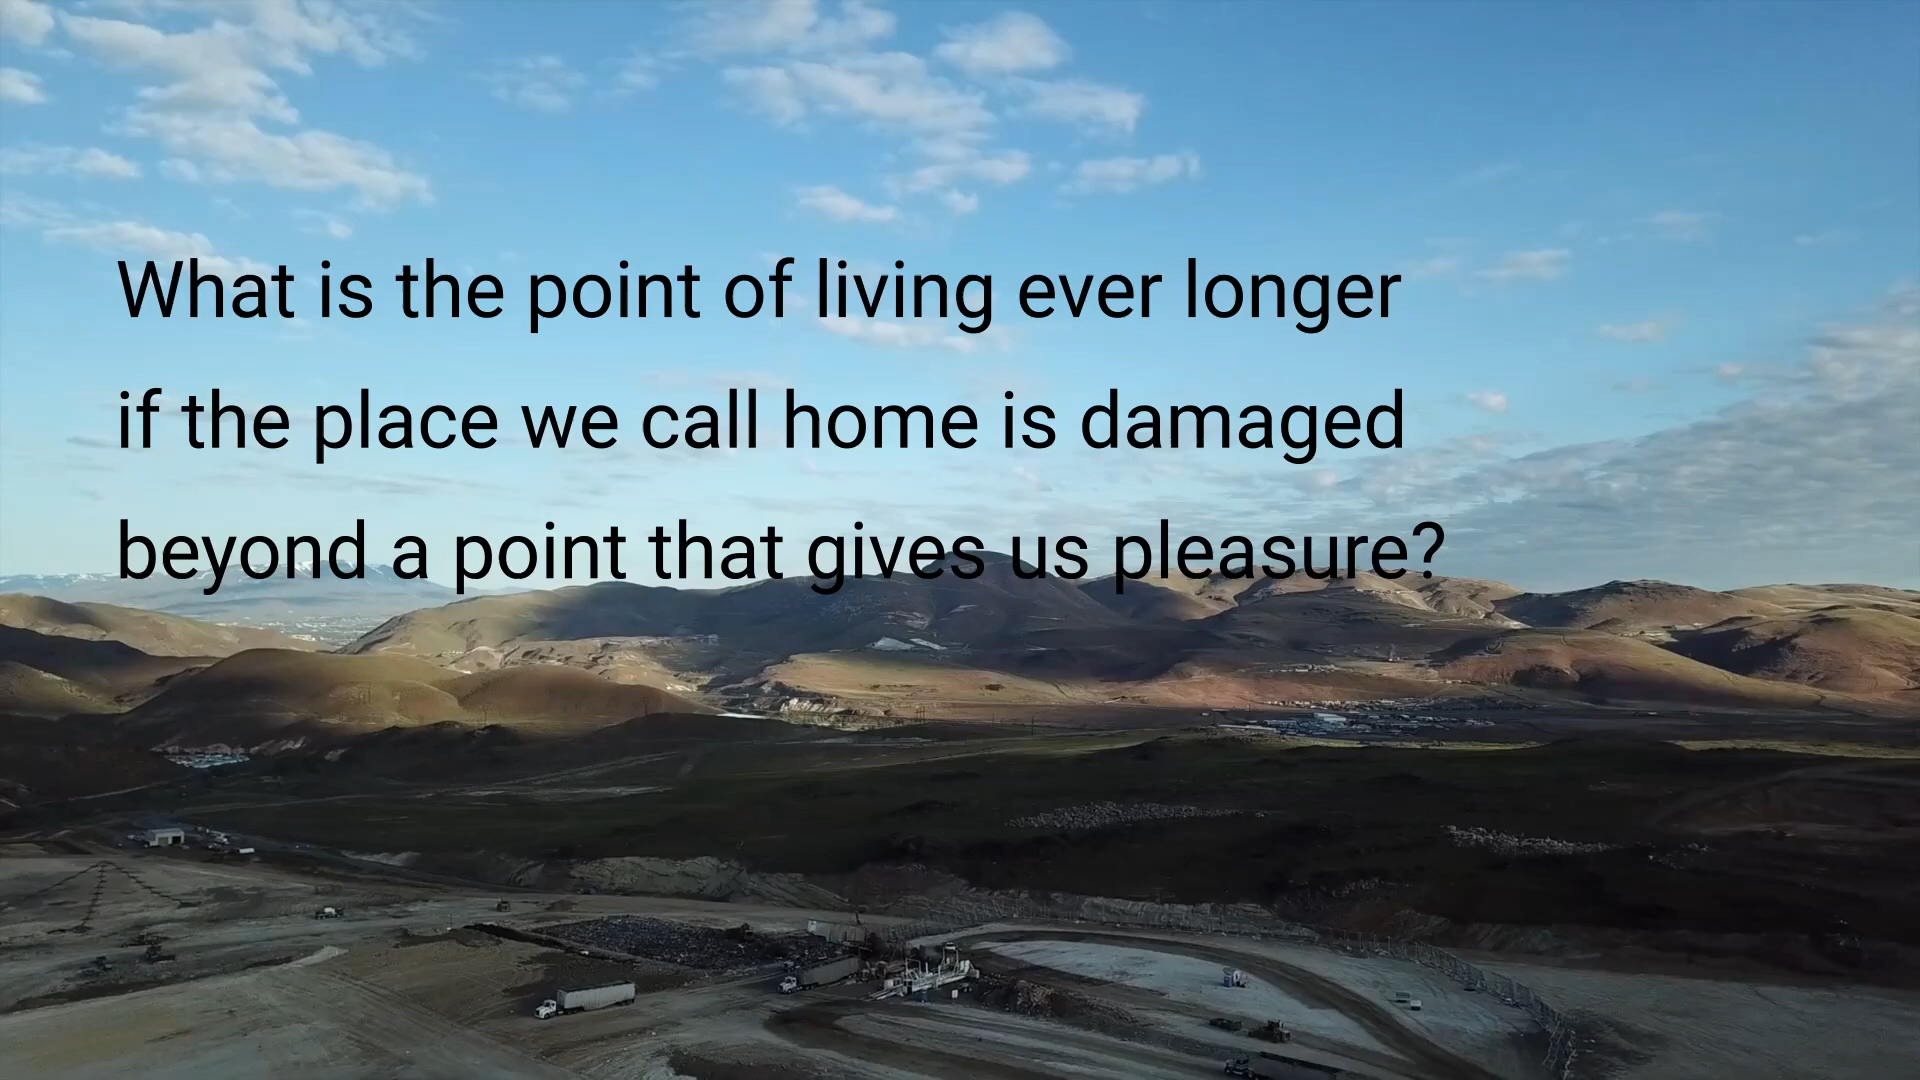 What is the point of living ever longer
if the place we call home is damaged
beyond a point that gives us pleasure?